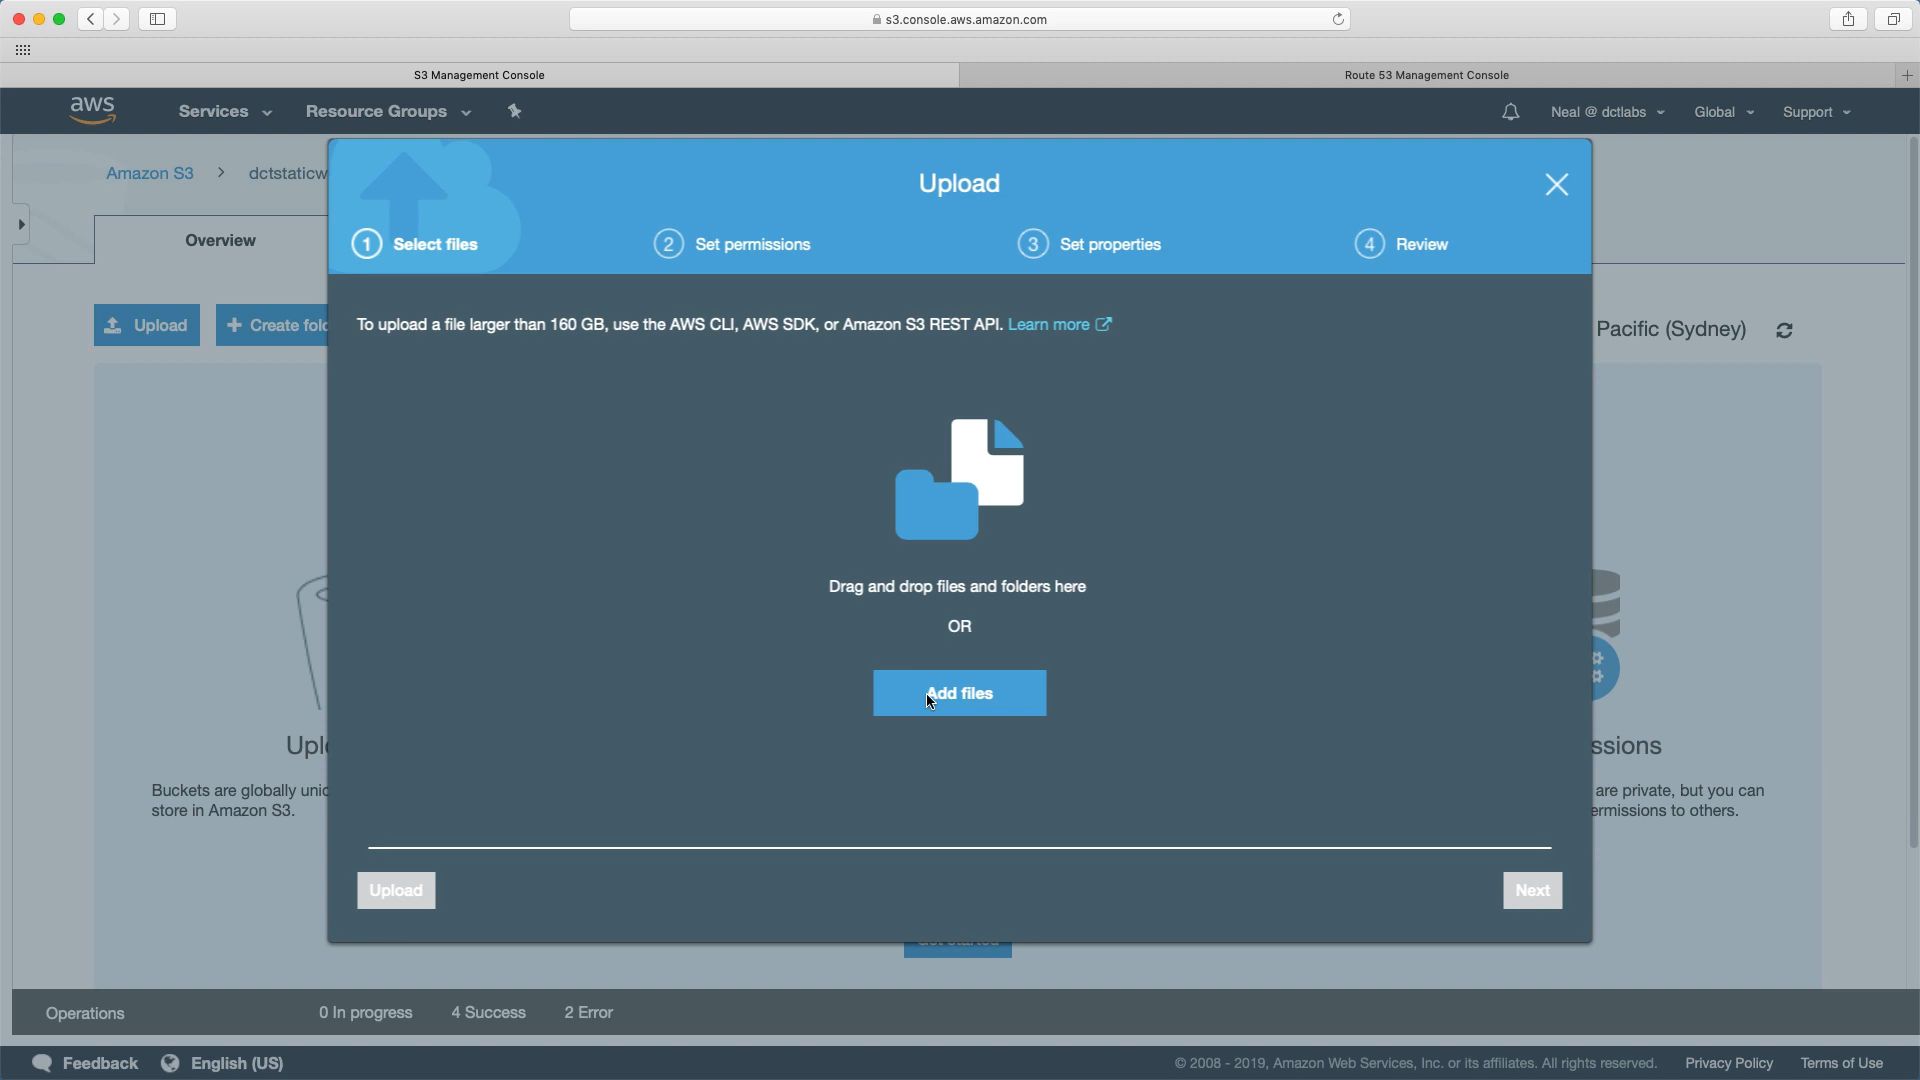 s3.console.aws.amazon.com
S3 Management Console
Route 53 Management Console
aws
Services
Resource Groups
Neal @ dctlabs
Global
Support
Amazon S3
dctstaticw
Upload
1 Select files
2 Set permissions
3 Set properties
4 Review
Overview
Upload
Create fold
To upload a file larger than 160 GB, use the AWS CLI, AWS SDK, or Amazon S3 REST API. Learn more
Pacific (Sydney)
Drag and drop files and folders here
OR
Add files
Uplo
ssions
Buckets are globally uniq
store in Amazon S3.
are private, but you can
ermissions to others.
Upload
Next
Get started
Operations
0 In progress
4 Success
2 Error
Feedback
English (US)
© 2008 - 2019, Amazon Web Services, Inc. or its affiliates. All rights reserved.
Privacy Policy
Terms of Use